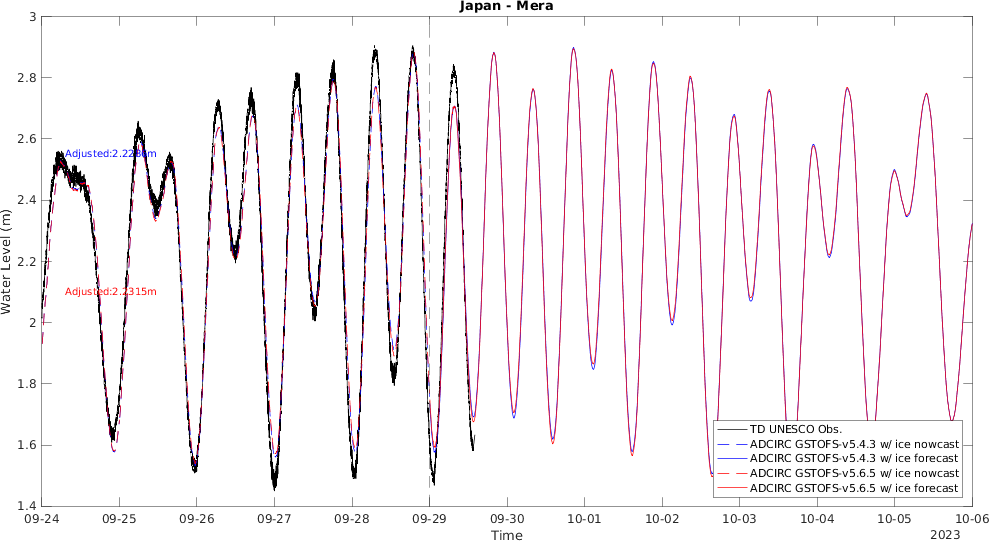 Japan - Mera
3
2.8
2.6
2.4
2.2
2
1.8
1.6
1.4
Water Level (m)
Adjusted:2.2286m
Adjusted:2.2315m
TD UNESCO Obs.
ADCIRC GSTOFS-v5.4.3 w/ ice nowcast
ADCIRC GSTOFS-v5.4.3 w/ ice forecast
ADCIRC GSTOFS-v5.6.5 w/ ice nowcast
ADCIRC GSTOFS-v5.6.5 w/ ice forecast
09-24 09-25 09-26 09-27 09-28 09-29 09-30 10-01 10-02 10-03 10-04 10-05 10-06
Time
2023